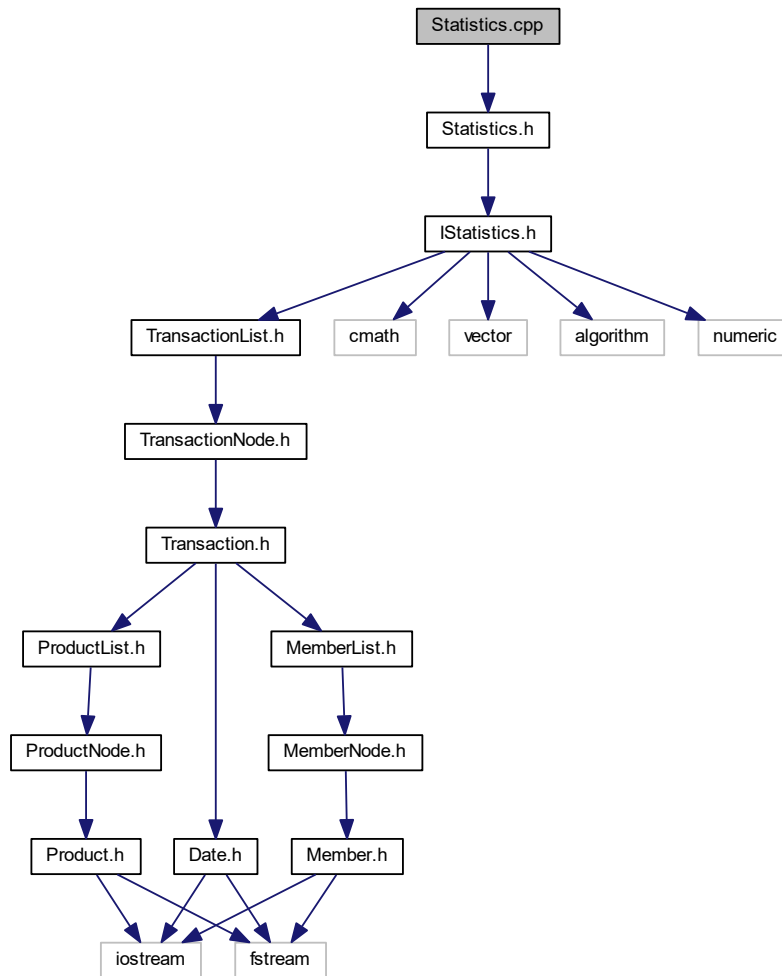 Statistics.cpp
Statistics.h
IStatistics.h
TransactionList.h
cmath
vector
algorithm
numeric
TransactionNode.h
Transaction.h
ProductList.h
MemberList.h
ProductNode.h
MemberNode.h
Product.h
Date.h
Member.h
iostream
fstream